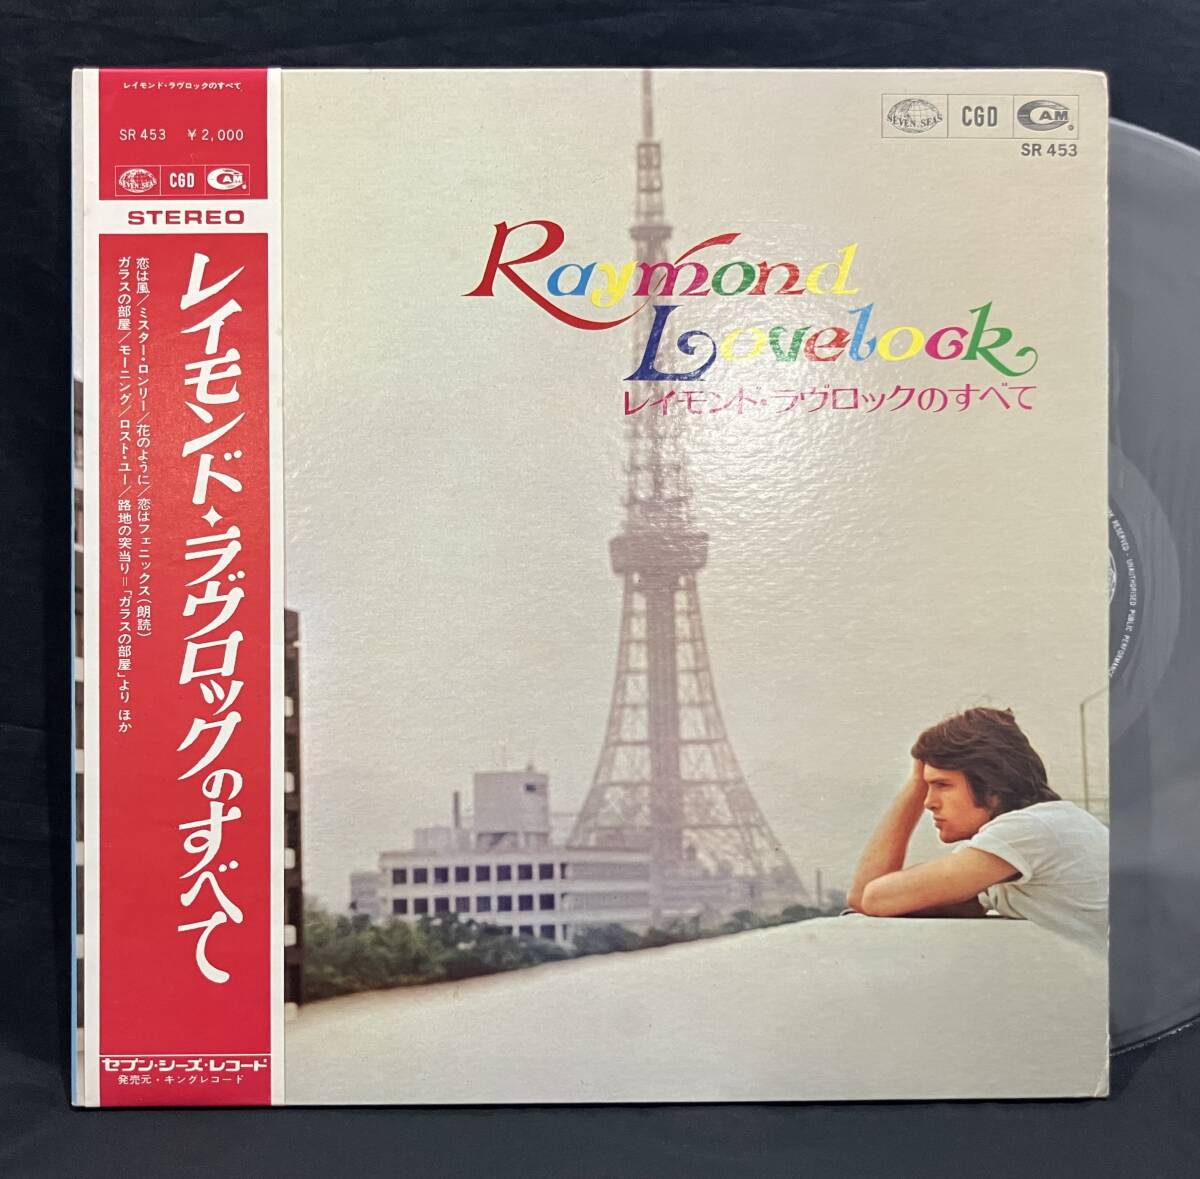 レイモンド・ラヴロックのすべて
SR 453 ￥2,000
SEVEN SEAS CGD CAM
STEREO
レイモンド・ラヴロックのすべて
恋は風／ミスター・ロンリー／花のように／恋はフェニックス(朗読)
ガラスの部屋／モーニング／ロスト・ユー／路地の突当り=「ガラスの部屋」より ほか
セブン・シーズ・レコード
発売元・キングレコード
SEVEN SEAS CGD CAM
SR 453
Raymond
Lovelock
レイモンド・ラヴロックのすべて
RESERVED - UNAUTHORISED PUBLIC PERFORMANCE